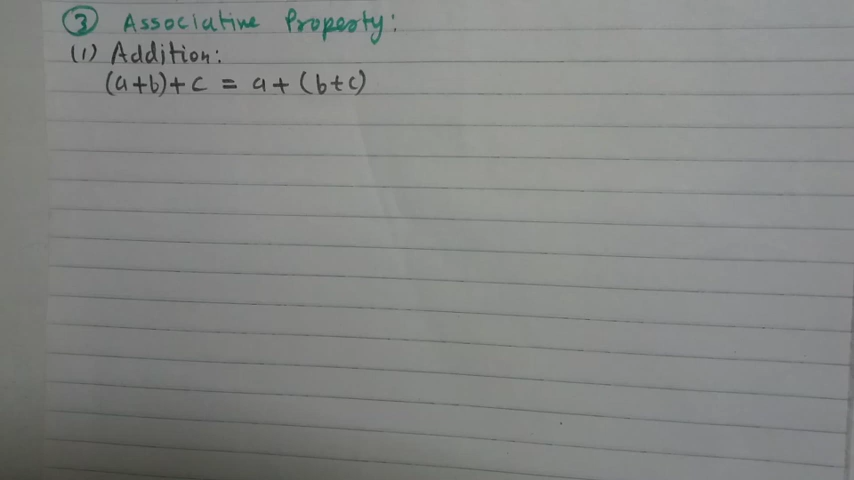 ③ Associative Property:
(1) Addition:
(a+b)+c = a+(b+c)